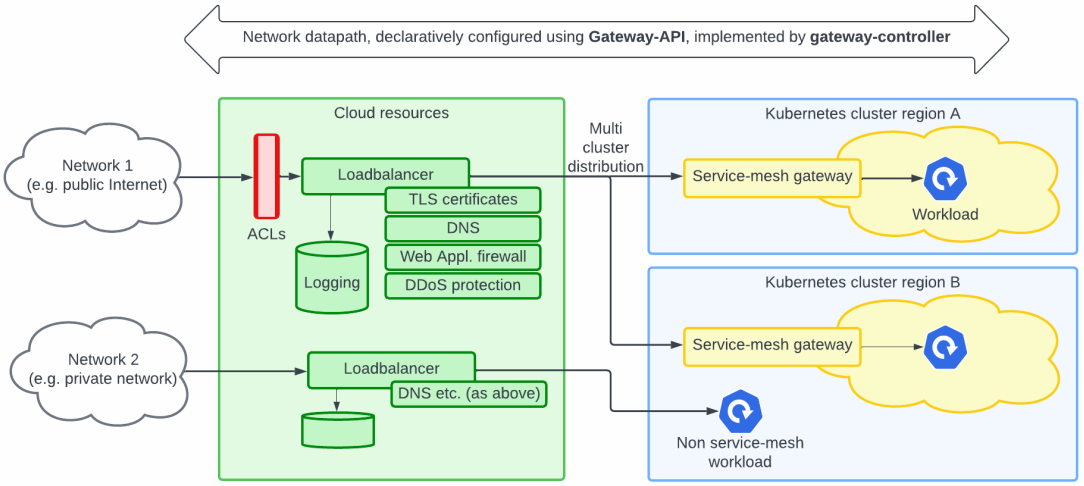 Network datapath, declaratively configured using Gateway-API, implemented by gateway-controller
Cloud resources
Kubernetes cluster region A
Network 1
(e.g. public Internet)
ACLs
Loadbalancer
TLS certificates
DNS
Web Appl. firewall
DDoS protection
Logging
Multi
cluster
distribution
Service-mesh gateway
Workload
Kubernetes cluster region B
Service-mesh gateway
Network 2
(e.g. private network)
Loadbalancer
DNS etc. (as above)
Non service-mesh
workload